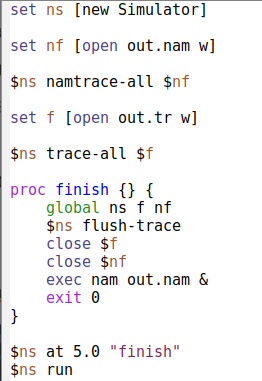 set ns [new Simulator]
set nf [open out.nam w]
$ns namtrace-all $nf
set f [open out.tr w]
$ns trace-all $f
proc finish {} {
global ns f nf
$ns flush-trace
close $f
close $nf
exec nam out.nam &
exit 0
}
$ns at 5.0 "finish"
$ns run